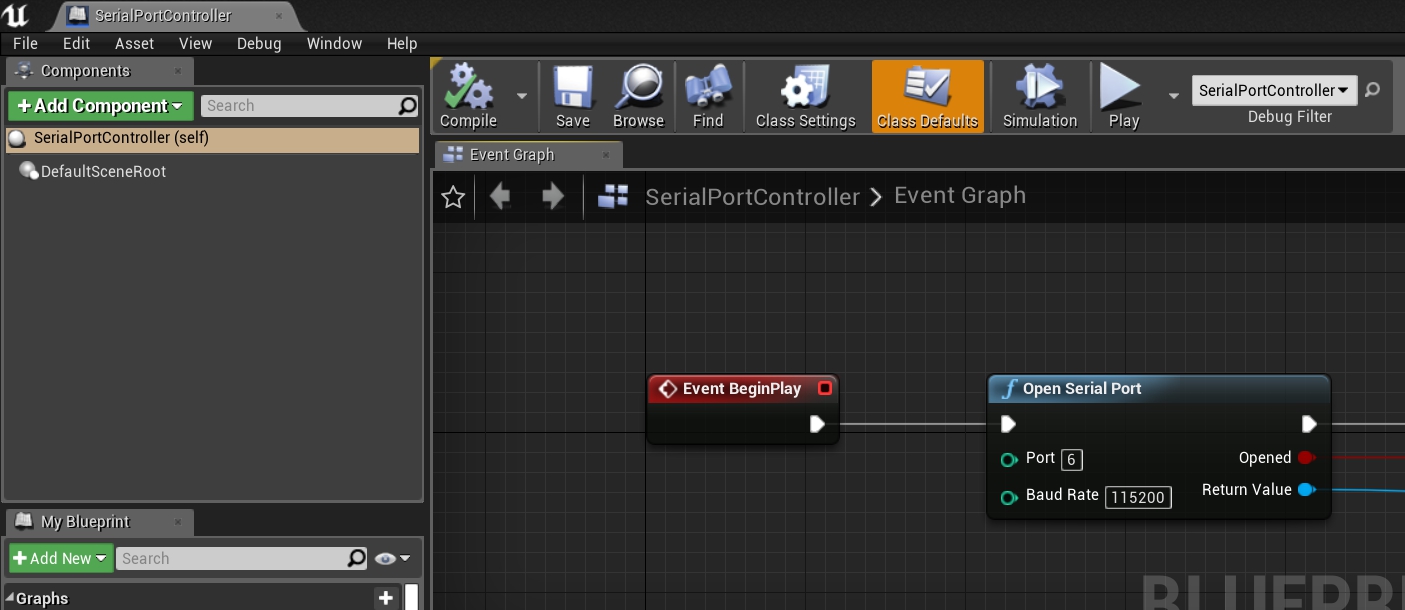 SerialPortController
File Edit Asset View Debug Window Help
Components
+Add Component Search
SerialPortController (self)
DefaultSceneRoot
Compile Save Browse Find Class Settings Class Defaults Simulation Play
SerialPortController
Debug Filter
Event Graph
SerialPortController > Event Graph
Event BeginPlay
f Open Serial Port
Port 6 Opened
Baud Rate 115200 Return Value
My Blueprint
+Add New Search
Graphs +